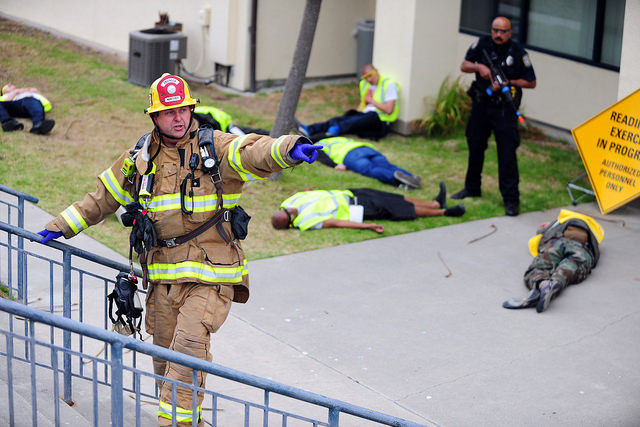 READI
EXERC
IN PROGR
AUTHORIZED
PERSONNEL
ONLY